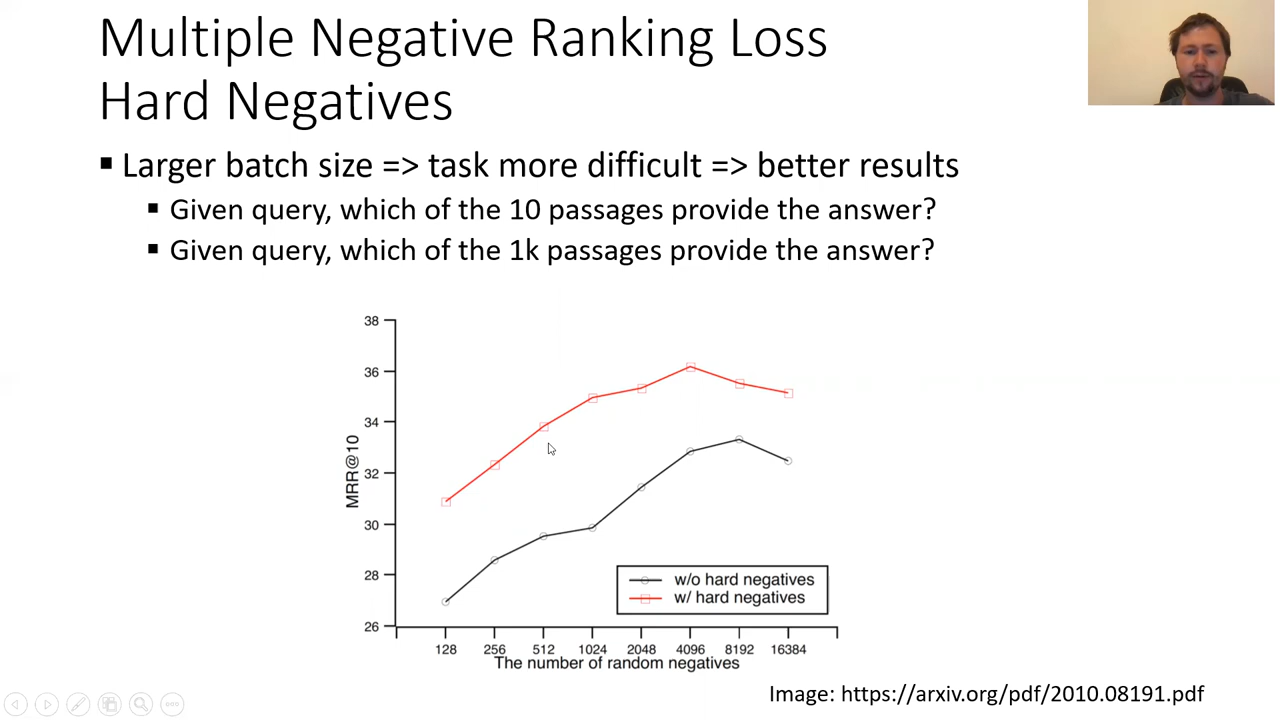 Multiple Negative Ranking Loss
Hard Negatives
▪ Larger batch size => task more difficult => better results
▪ Given query, which of the 10 passages provide the answer?
▪ Given query, which of the 1k passages provide the answer?
38
36
34
32
30
28
26
MRR@10
w/o hard negatives
w/ hard negatives
128 256 512 1024 2048 4096 8192 16384
The number of random negatives
Image: https://arxiv.org/pdf/2010.08191.pdf